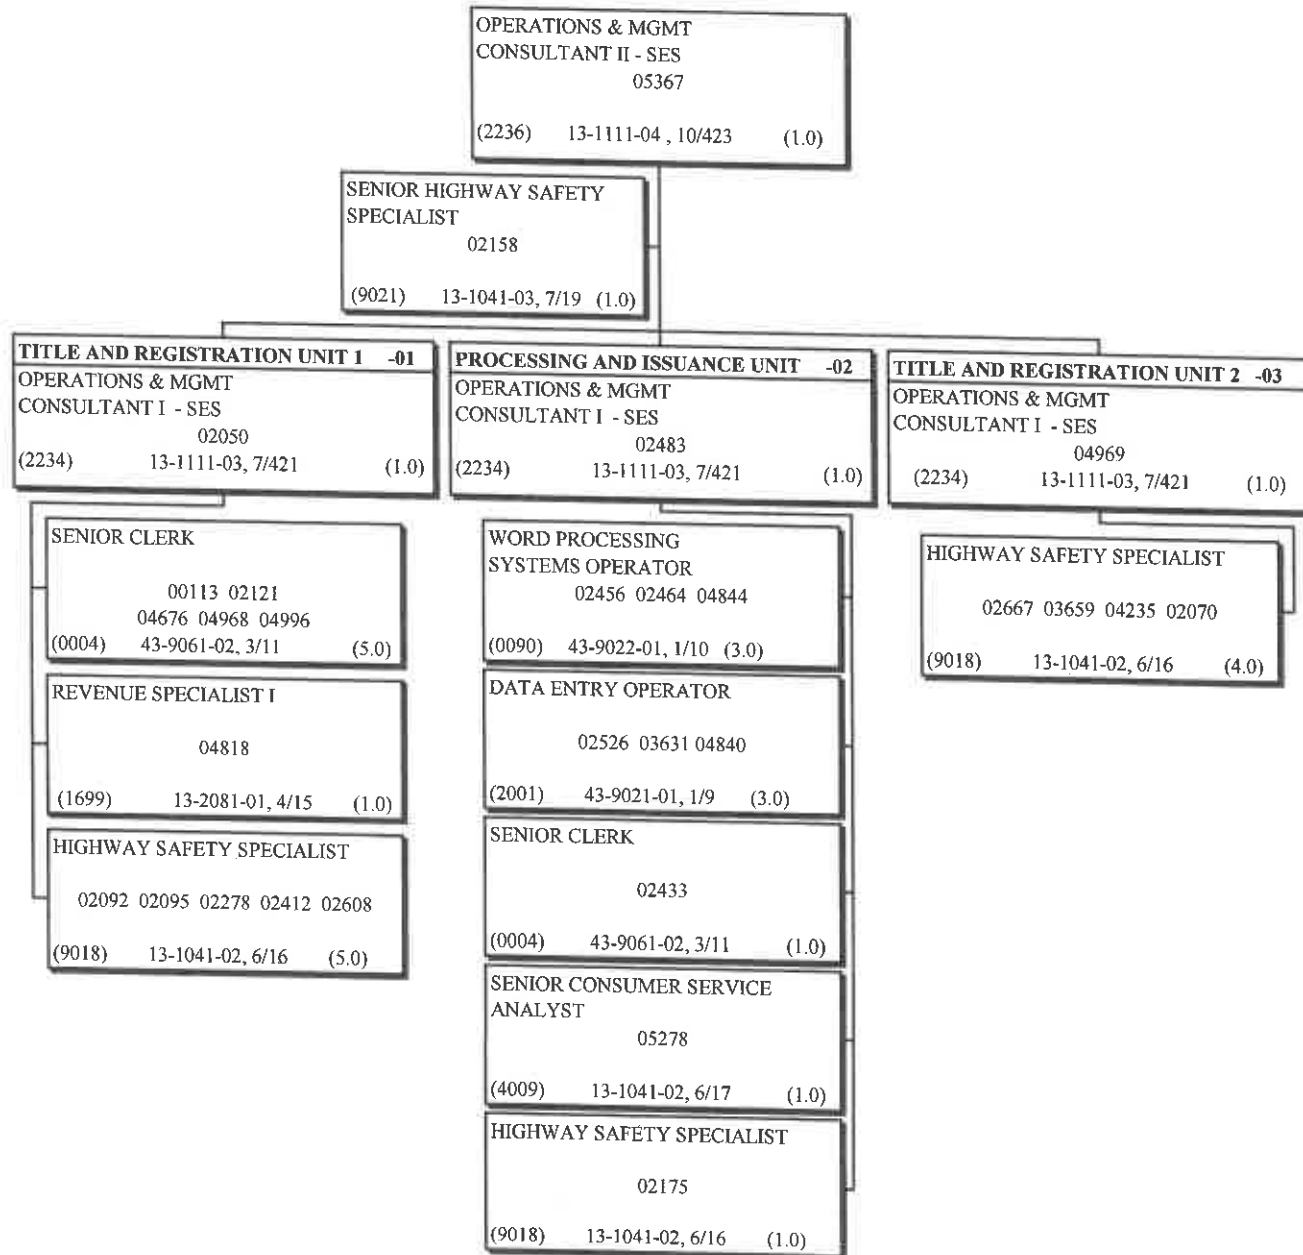 OPERATIONS & MGMT
CONSULTANT II - SES
05367
(2236) 13-1111-04 , 10/423 (1.0)
SENIOR HIGHWAY SAFETY
SPECIALIST
02158
(9021) 13-1041-03, 7/19 (1.0)
TITLE AND REGISTRATION UNIT 1 -01
OPERATIONS & MGMT
CONSULTANT I - SES
02050
(2234) 13-1111-03, 7/421 (1.0)
SENIOR CLERK
00113 02121
04676 04968 04996
(0004) 43-9061-02, 3/11 (5.0)
REVENUE SPECIALIST I
04818
(1699) 13-2081-01, 4/15 (1.0)
HIGHWAY SAFETY SPECIALIST
02092 02095 02278 02412 02608
(9018) 13-1041-02, 6/16 (5.0)
PROCESSING AND ISSUANCE UNIT -02
OPERATIONS & MGMT
CONSULTANT I - SES
02483
(2234) 13-1111-03, 7/421 (1.0)
WORD PROCESSING
SYSTEMS OPERATOR
02456 02464 04844
(0090) 43-9022-01, 1/10 (3.0)
DATA ENTRY OPERATOR
02526 03631 04840
(2001) 43-9021-01, 1/9 (3.0)
SENIOR CLERK
02433
(0004) 43-9061-02, 3/11 (1.0)
SENIOR CONSUMER SERVICE
ANALYST
05278
(4009) 13-1041-02, 6/17 (1.0)
HIGHWAY SAFETY SPECIALIST
02175
(9018) 13-1041-02, 6/16 (1.0)
TITLE AND REGISTRATION UNIT 2 -03
OPERATIONS & MGMT
CONSULTANT I - SES
04969
(2234) 13-1111-03, 7/421 (1.0)
HIGHWAY SAFETY SPECIALIST
02667 03659 04235 02070
(9018) 13-1041-02, 6/16 (4.0)